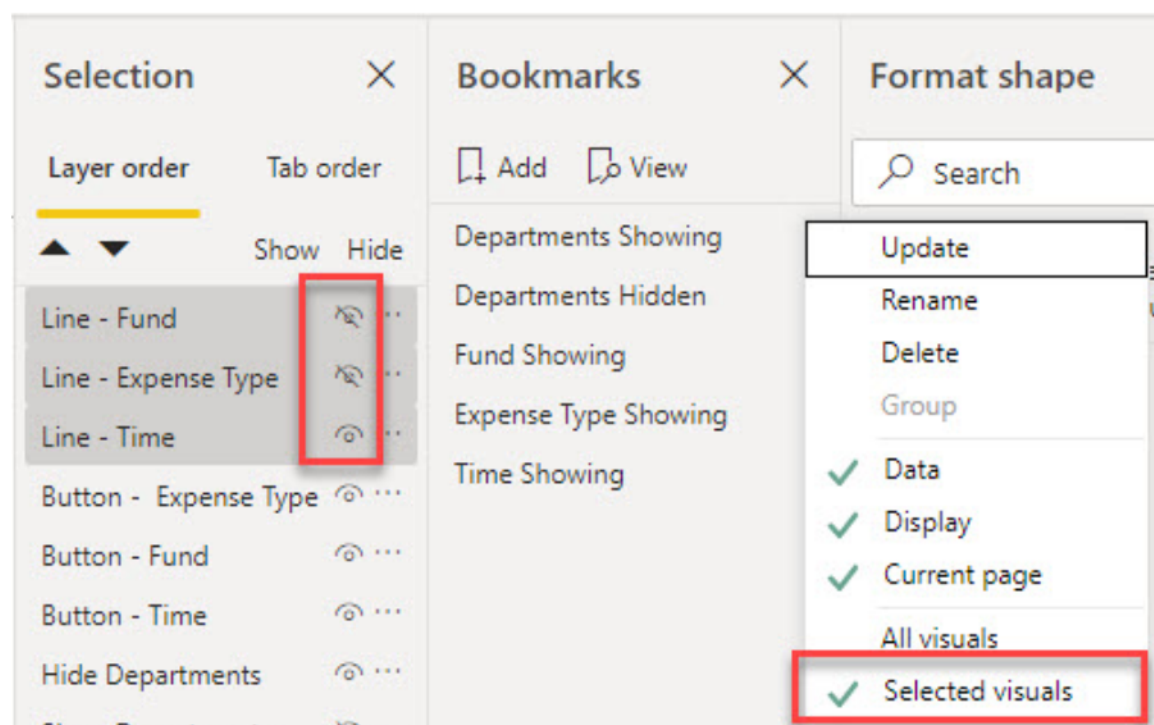 Selection
Layer order Tab order
Show Hide
Line - Fund
Line - Expense Type
Line - Time
Button - Expense Type
Button - Fund
Button - Time
Hide Departments
Bookmarks
Add View
Departments Showing
Departments Hidden
Fund Showing
Expense Type Showing
Time Showing
Format shape
Search
Update
Rename
Delete
Group
Data
Display
Current page
All visuals
Selected visuals